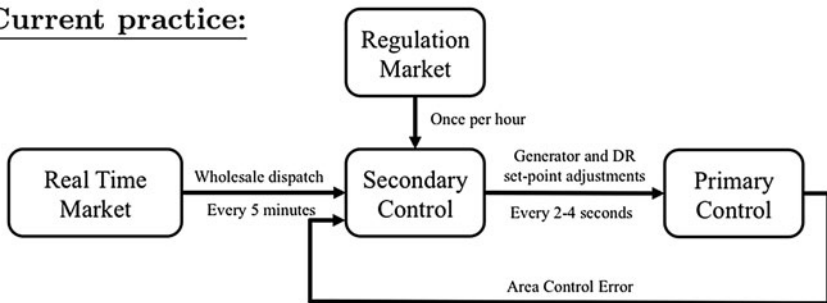 Current practice:
Regulation
Market
Once per hour
Real Time
Market
Wholesale dispatch
Every 5 minutes
Secondary
Control
Generator and DR
set-point adjustments
Every 2-4 seconds
Primary
Control
Area Control Error